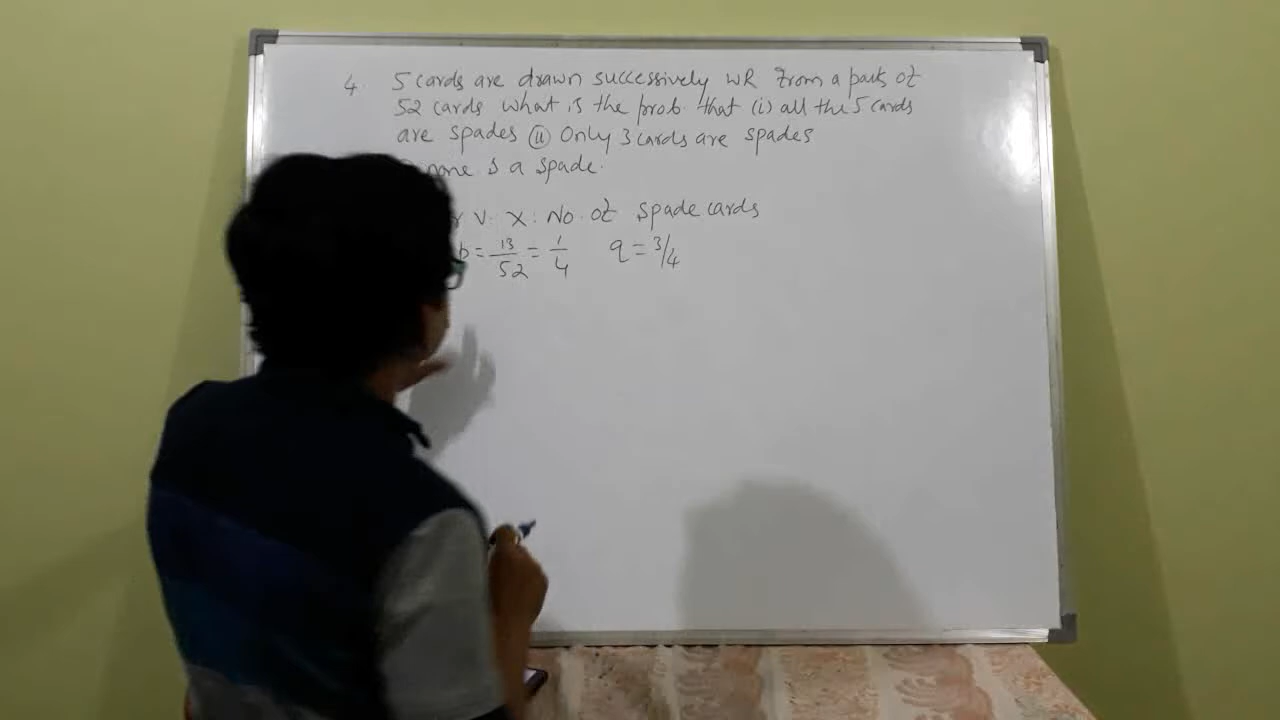 4. 5 cards are drawn successively WR from a pack of
52 cards what is the prob that (i) all the 5 cards
are spades (ii) Only 3 cards are spades
none is a spade.
r v. X: No. of spade cards
p = 13/52 = 1/4 q = 3/4